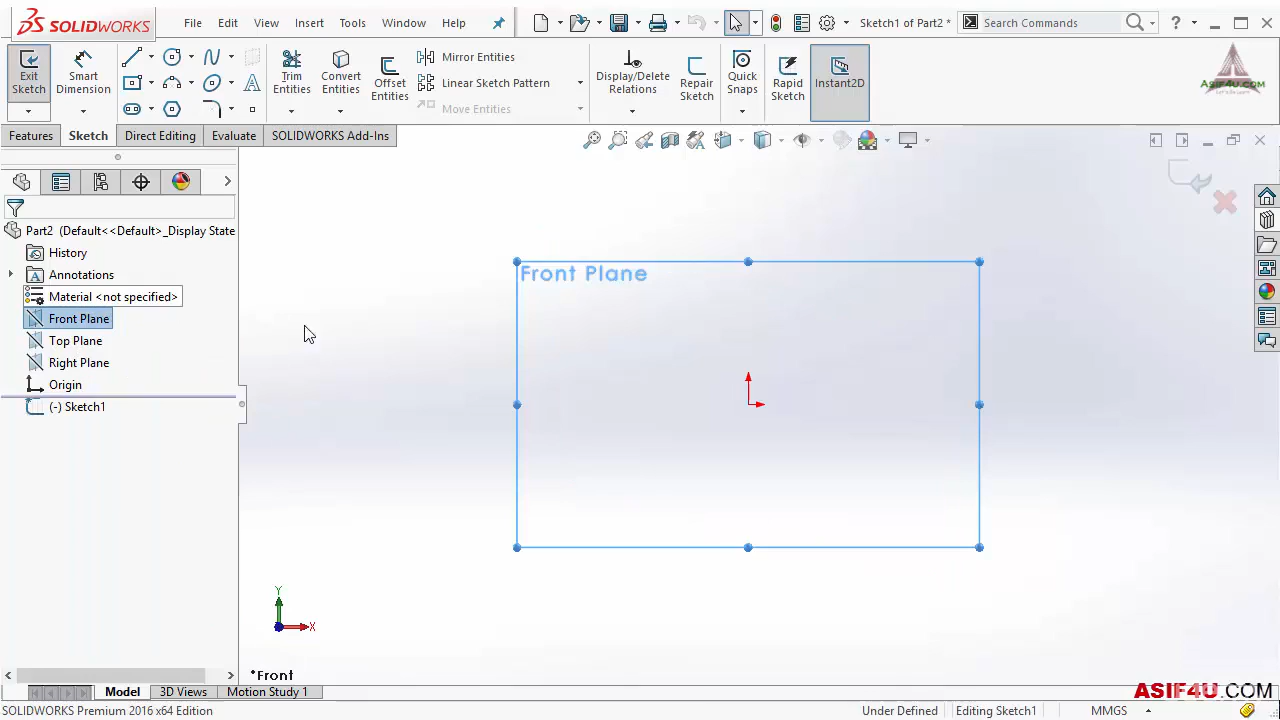 SOLIDWORKS
File Edit View Insert Tools Window Help
Sketch1 of Part2 *
Search Commands
?
Exit Sketch
Smart Dimension
Trim Entities
Convert Entities
Offset Entities
Mirror Entities
Linear Sketch Pattern
Move Entities
Display/Delete Relations
Repair Sketch
Quick Snaps
Rapid Sketch
Instant2D
ASIF4U.COM
Features Sketch Direct Editing Evaluate SOLIDWORKS Add-Ins
Part2 (Default<<Default>_Display State
History
Annotations
Material <not specified>
Front Plane
Top Plane
Right Plane
Origin
(-) Sketch1
Front Plane
Y
X
*Front
Model 3D Views Motion Study 1
ASIF4U.COM
SOLIDWORKS Premium 2016 x64 Edition
Under Defined Editing Sketch1 MMGS